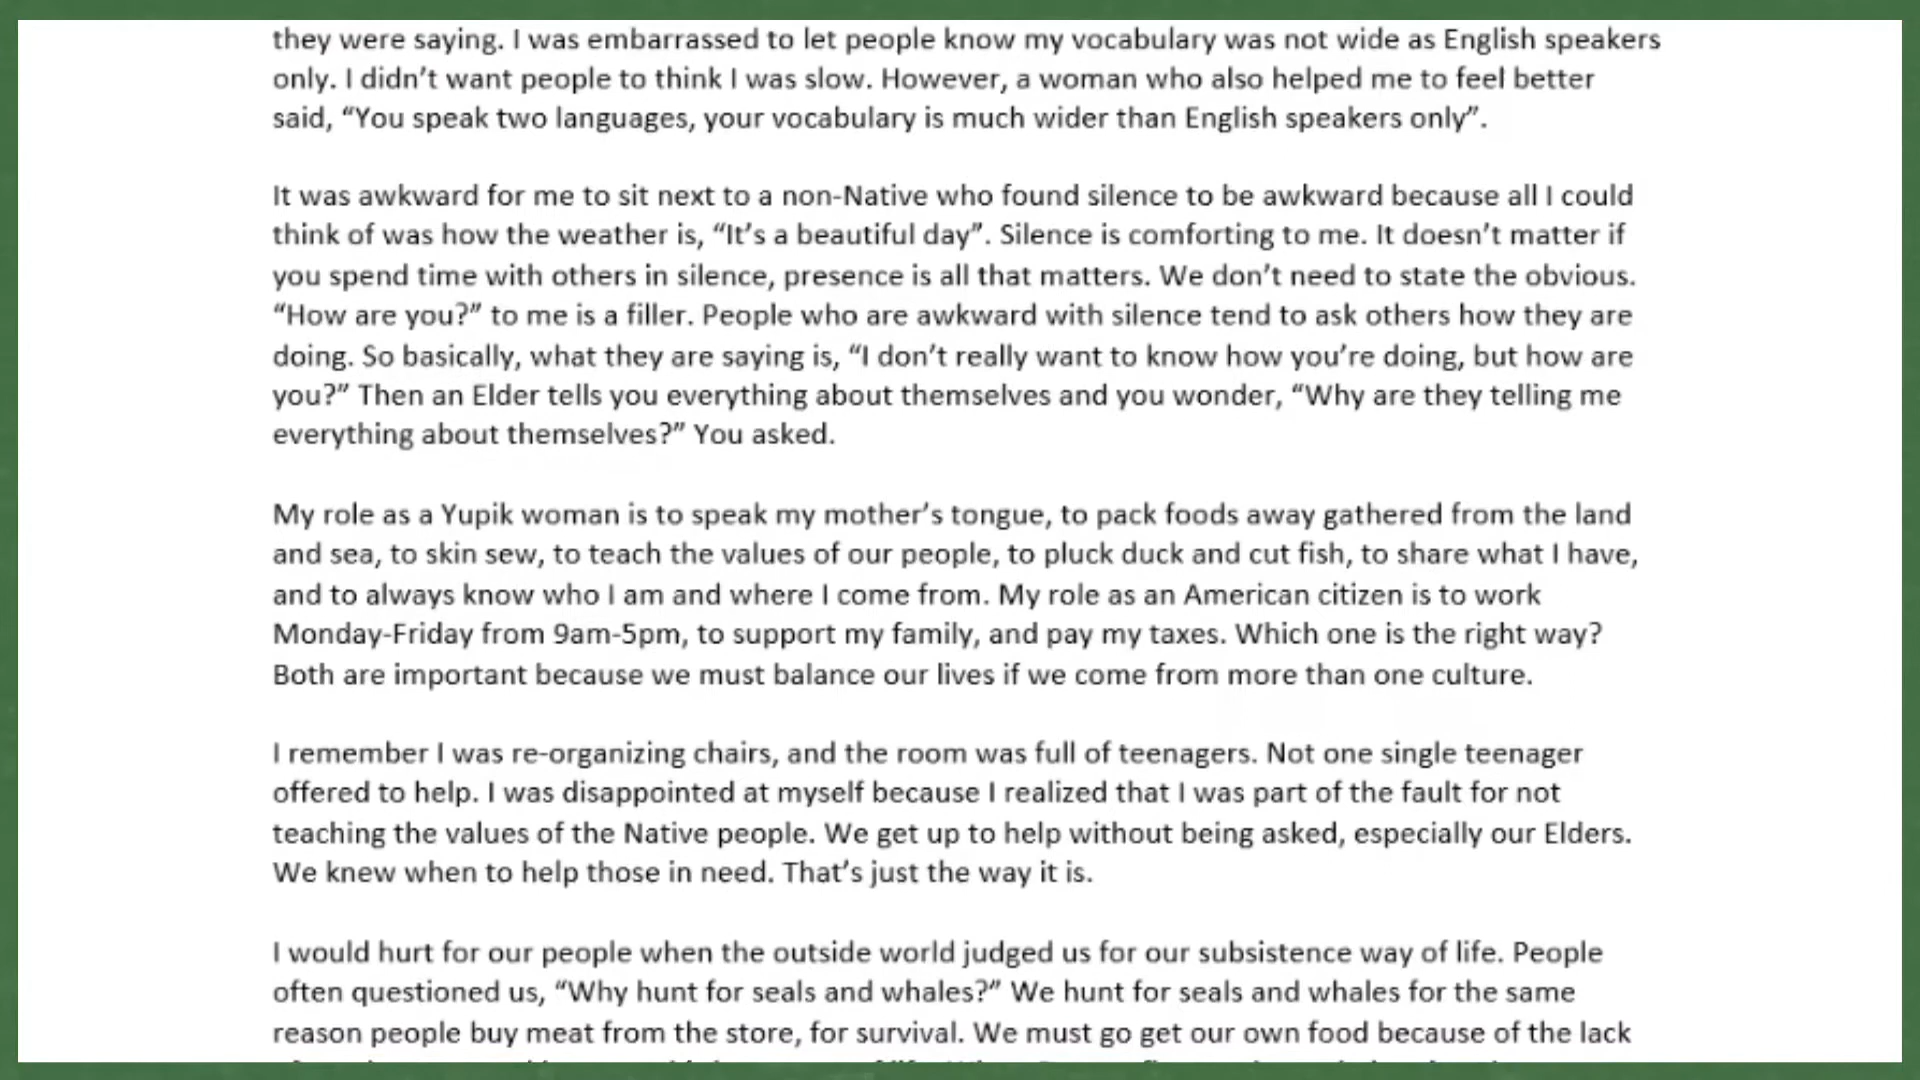 they were saying. I was embarrassed to let people know my vocabulary was not wide as English speakers
only. I didn’t want people to think I was slow. However, a woman who also helped me to feel better
said, “You speak two languages, your vocabulary is much wider than English speakers only”.
It was awkward for me to sit next to a non-Native who found silence to be awkward because all I could
think of was how the weather is, “It’s a beautiful day”. Silence is comforting to me. It doesn’t matter if
you spend time with others in silence, presence is all that matters. We don’t need to state the obvious.
“How are you?” to me is a filler. People who are awkward with silence tend to ask others how they are
doing. So basically, what they are saying is, “I don’t really want to know how you’re doing, but how are
you?” Then an Elder tells you everything about themselves and you wonder, “Why are they telling me
everything about themselves?” You asked.
My role as a Yupik woman is to speak my mother’s tongue, to pack foods away gathered from the land
and sea, to skin sew, to teach the values of our people, to pluck duck and cut fish, to share what I have,
and to always know who I am and where I come from. My role as an American citizen is to work
Monday-Friday from 9am-5pm, to support my family, and pay my taxes. Which one is the right way?
Both are important because we must balance our lives if we come from more than one culture.
I remember I was re-organizing chairs, and the room was full of teenagers. Not one single teenager
offered to help. I was disappointed at myself because I realized that I was part of the fault for not
teaching the values of the Native people. We get up to help without being asked, especially our Elders.
We knew when to help those in need. That’s just the way it is.
I would hurt for our people when the outside world judged us for our subsistence way of life. People
often questioned us, “Why hunt for seals and whales?” We hunt for seals and whales for the same
reason people buy meat from the store, for survival. We must go get our own food because of the lack